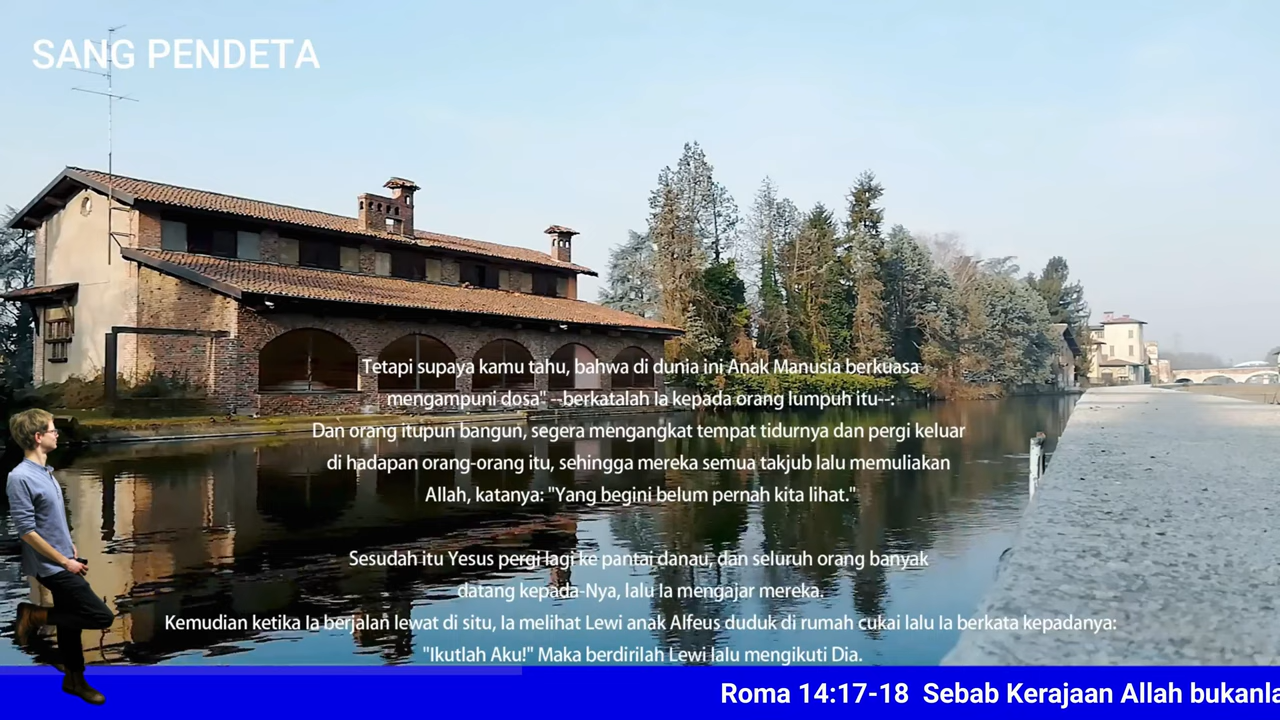 SANG PENDETA
Tetapi supaya kamu tahu, bahwa di dunia ini Anak Manusia berkuasa
mengampuni dosa" --berkatalah Ia kepada orang lumpuh itu--:
Dan orang itupun bangun, segera mengangkat tempat tidurnya dan pergi keluar
di hadapan orang-orang itu, sehingga mereka semua takjub lalu memuliakan
Allah, katanya: "Yang begini belum pernah kita lihat."
Sesudah itu Yesus pergi lagi ke pantai danau, dan seluruh orang banyak
datang kepada-Nya, lalu Ia mengajar mereka.
Kemudian ketika Ia berjalan lewat di situ, Ia melihat Lewi anak Alfeus duduk di rumah cukai lalu Ia berkata kepadanya:
"Ikutlah Aku!" Maka berdirilah Lewi lalu mengikuti Dia.
Roma 14:17-18 Sebab Kerajaan Allah bukanla